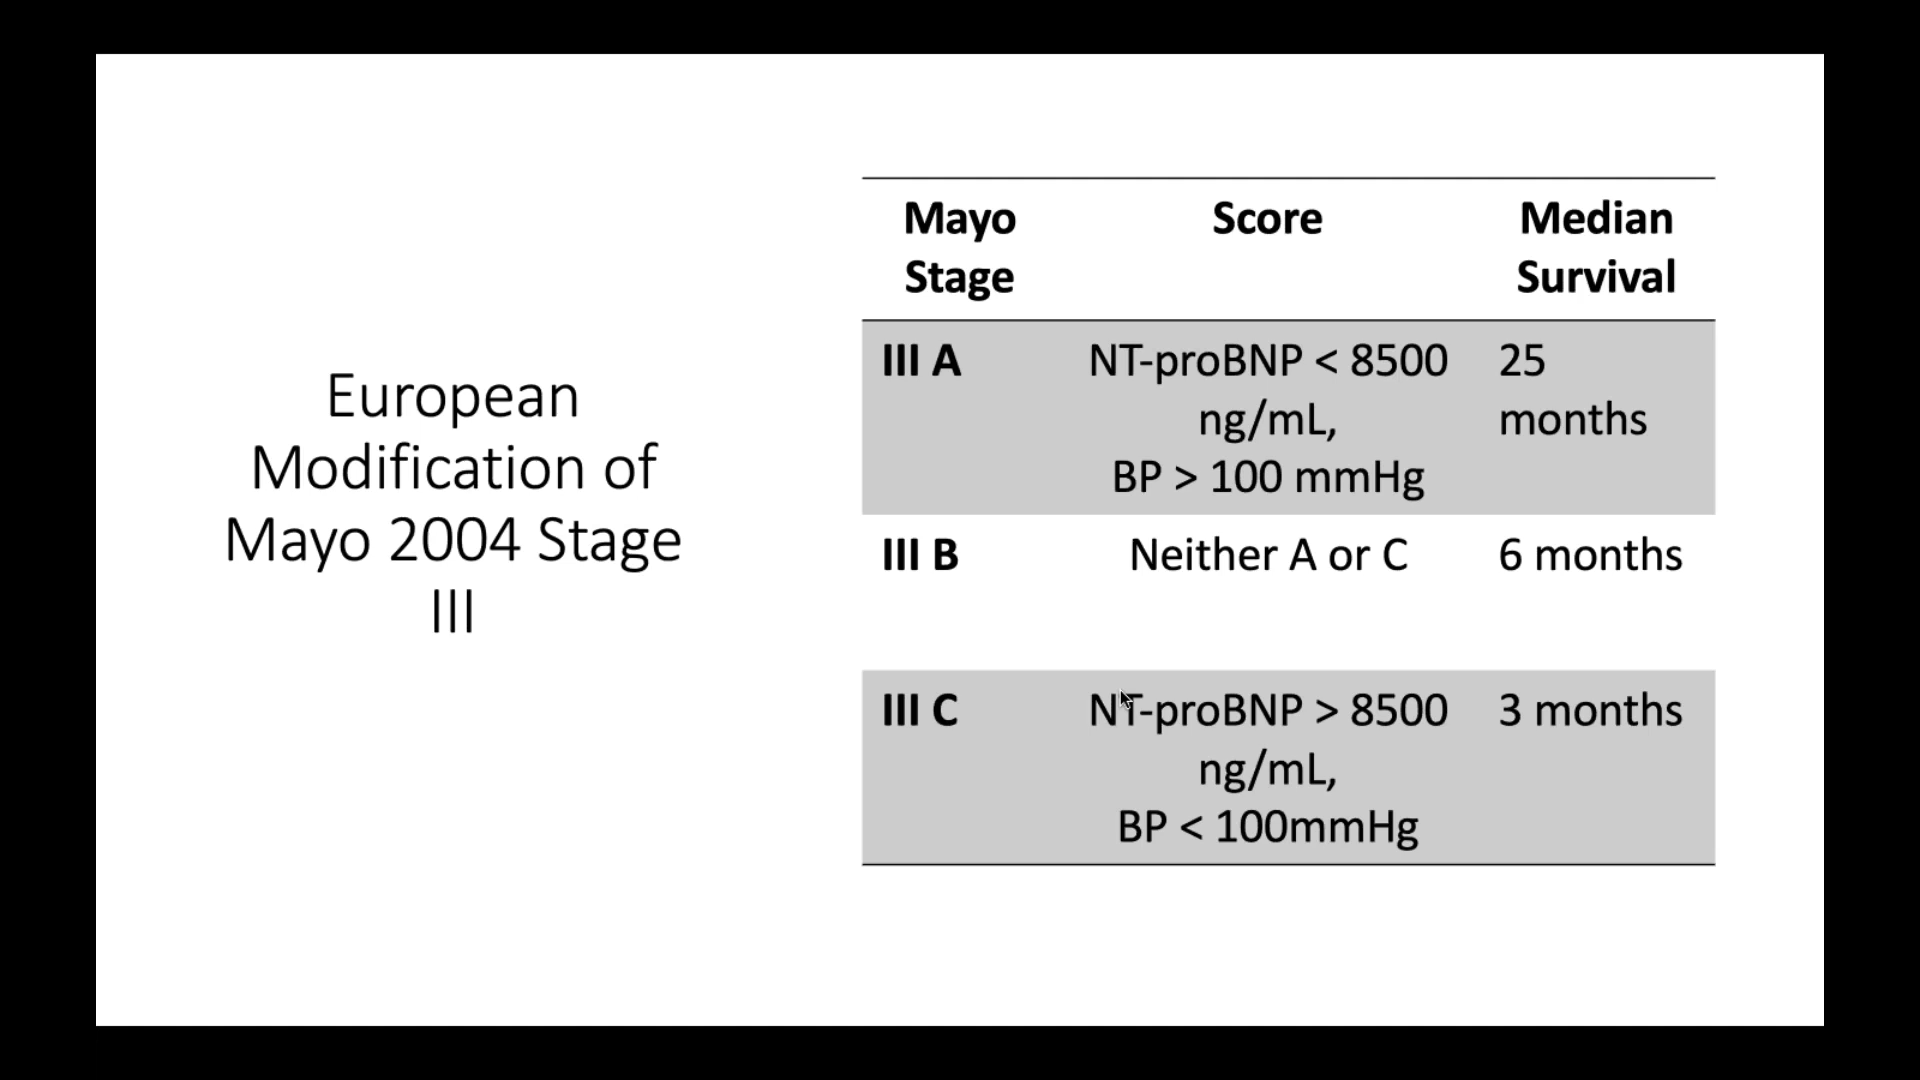 European
Modification of
Mayo 2004 Stage
III
Mayo Stage Score Median Survival
III A NT-proBNP < 8500 ng/mL, BP > 100 mmHg 25 months
III B Neither A or C 6 months
III C NT-proBNP > 8500 ng/mL, BP < 100mmHg 3 months